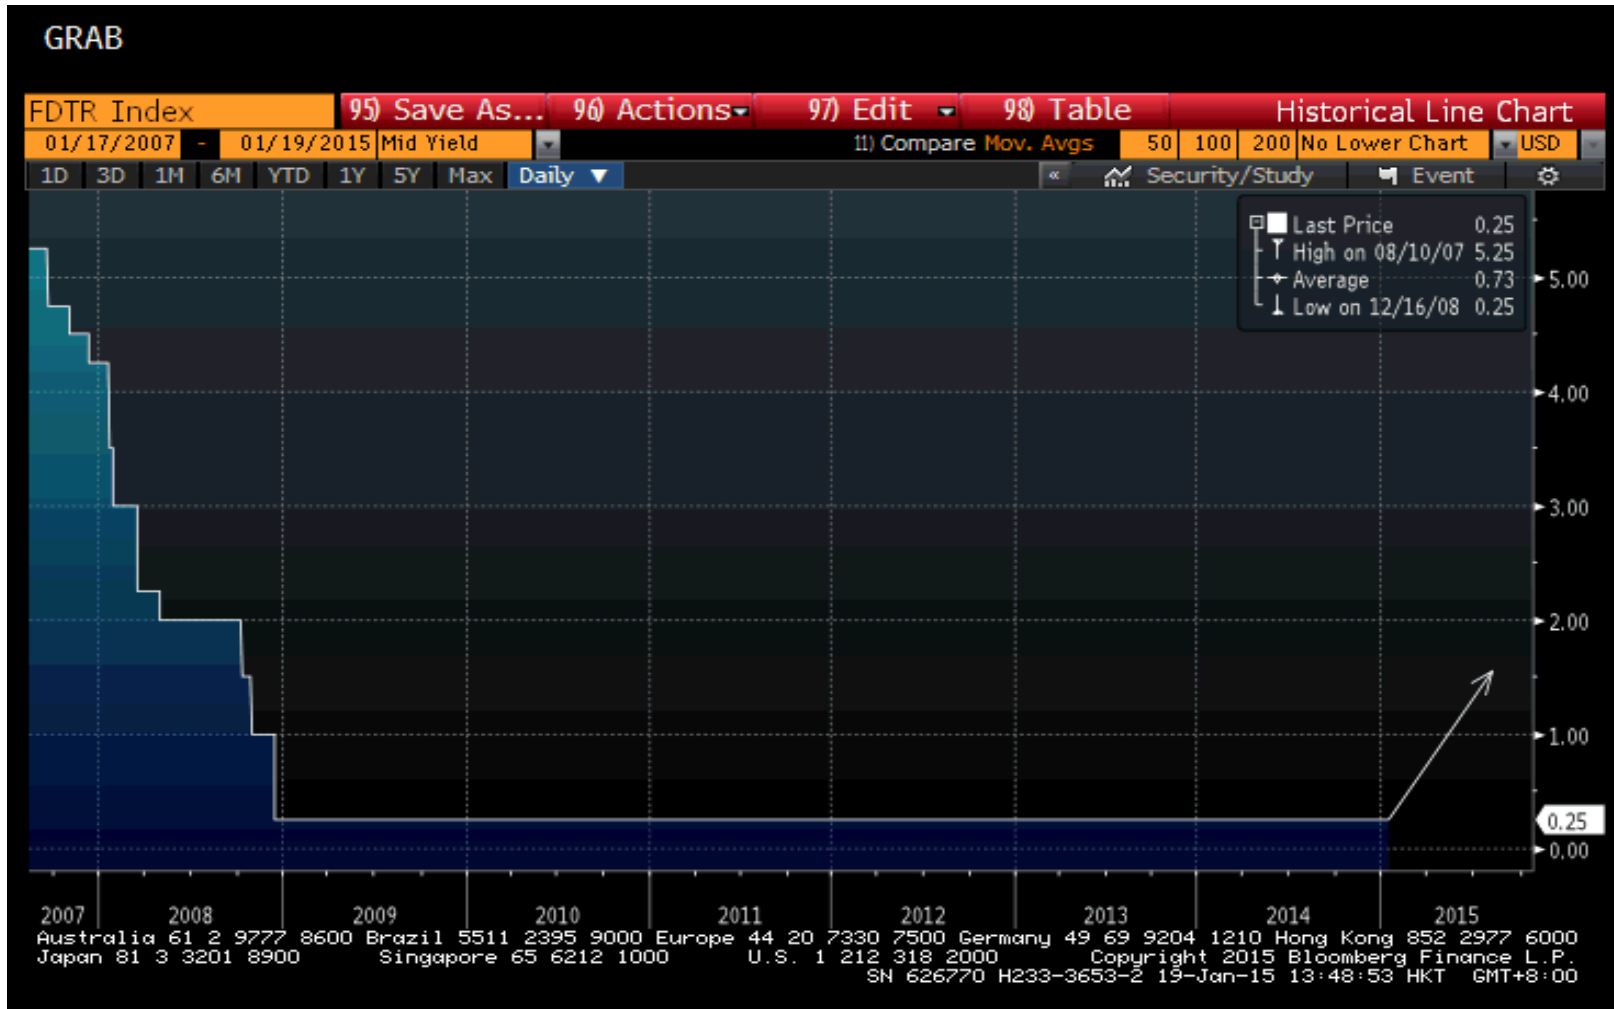 GRAB
FDTR Index 95) Save As... 96) Actions 97) Edit 98) Table Historical Line Chart
01/17/2007 - 01/19/2015 Mid Yield 11) Compare Mov. Avgs 50 100 200 No Lower Chart USD
1D 3D 1M 6M YTD 1Y 5Y Max Daily ▼ « Security/Study Event
Last Price 0.25
High on 08/10/07 5.25
Average 0.73
Low on 12/16/08 0.25
5.00
4.00
3.00
2.00
1.00
0.25
0.00
2007 2008 2009 2010 2011 2012 2013 2014 2015
Australia 61 2 9777 8600 Brazil 5511 2395 9000 Europe 44 20 7330 7500 Germany 49 69 9204 1210 Hong Kong 852 2977 6000
Japan 81 3 3201 8900 Singapore 65 6212 1000 U.S. 1 212 318 2000 Copyright 2015 Bloomberg Finance L.P.
SN 626770 H233-3653-2 19-Jan-15 13:48:53 HKT GMT+8:00